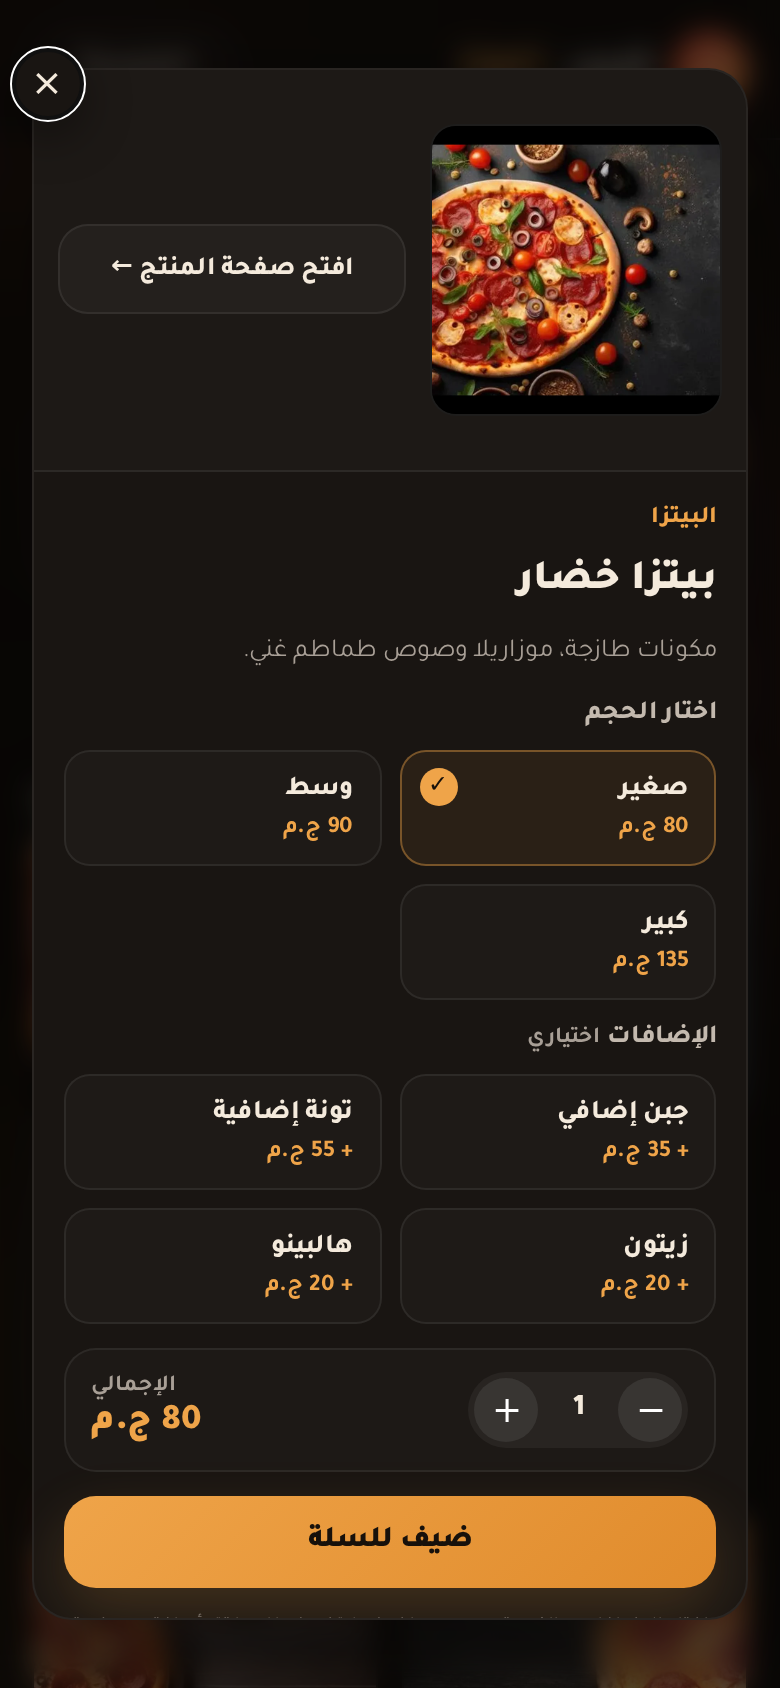 افتح صفحة المنتج ←
البيتزا
بيتزا خضار
مكونات طازجة، موزاريلا وصوص طماطم غني.
اختار الحجم
صغير
80 ج.م
✓
وسط
90 ج.م
كبير
135 ج.م
الإضافات اختياري
جبن إضافي
+ 35 ج.م
تونة إضافية
+ 55 ج.م
زيتون
+ 20 ج.م
هالبينو
+ 20 ج.م
− 1 +
الإجمالي
80 ج.م
ضيف للسلة